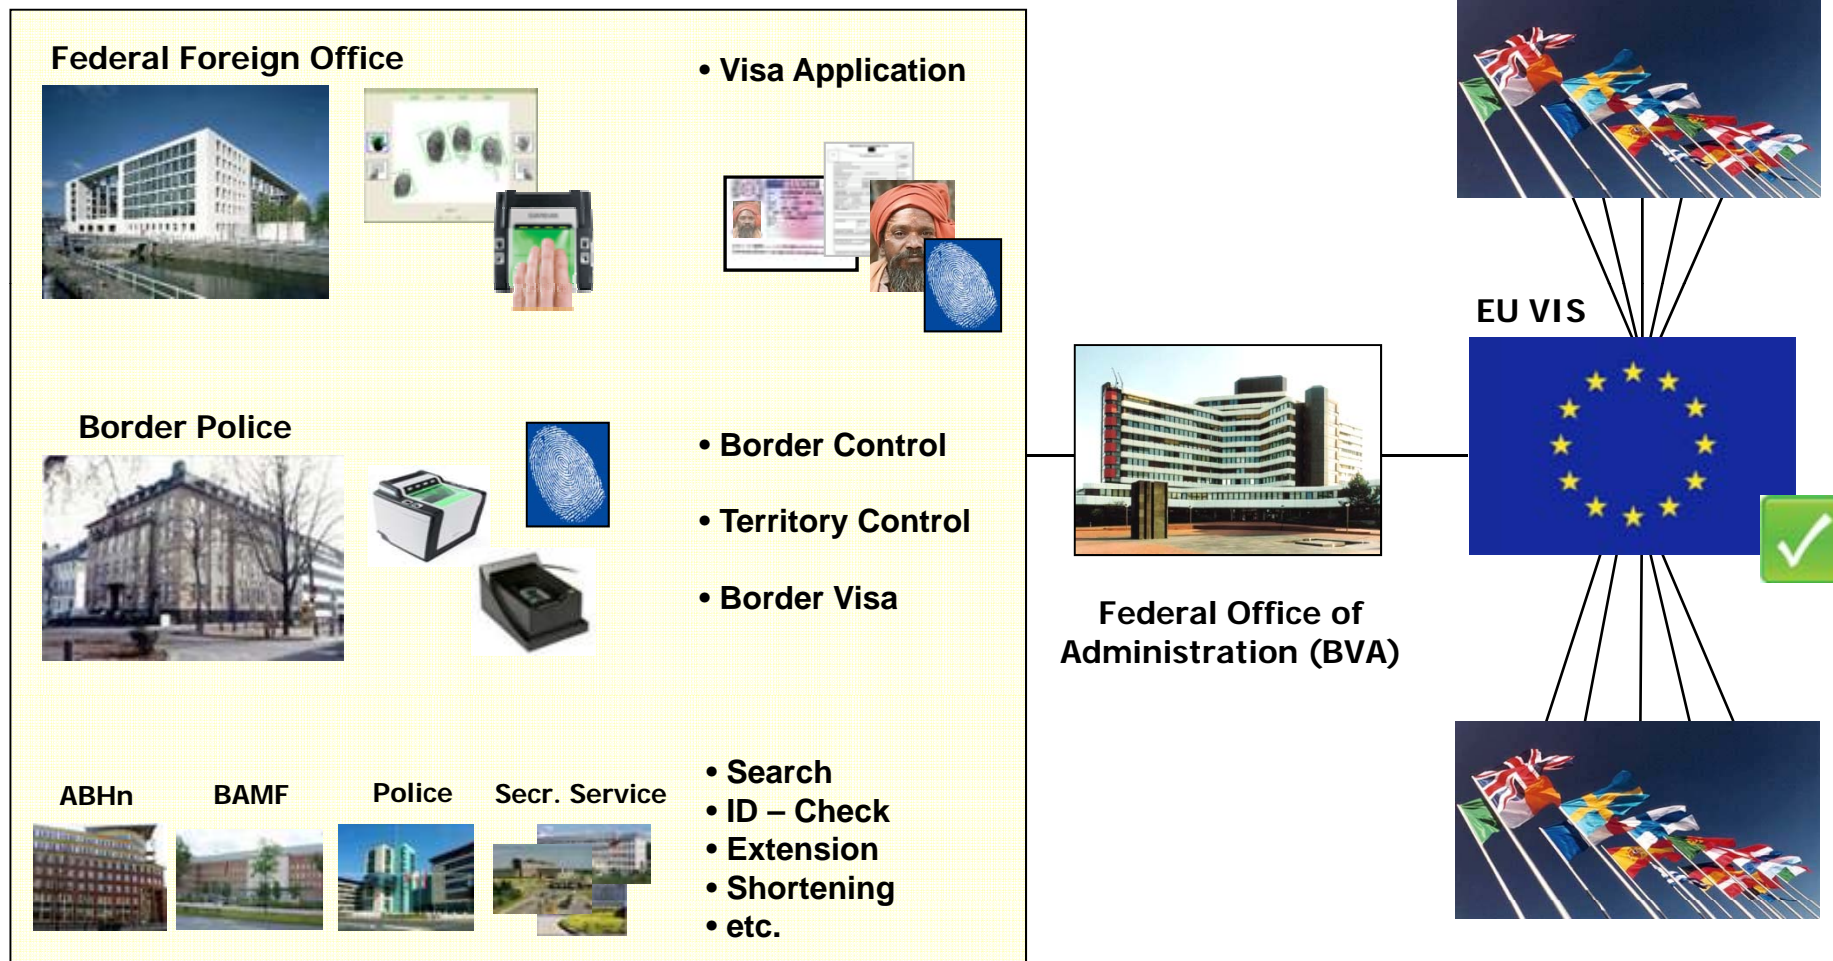 Federal Foreign Office
• Visa Application
EU VIS
Border Police
• Border Control
• Territory Control
• Border Visa
Federal Office of
Administration (BVA)
ABHn
BAMF
Police
Secr. Service
• Search
• ID – Check
• Extension
• Shortening
• etc.